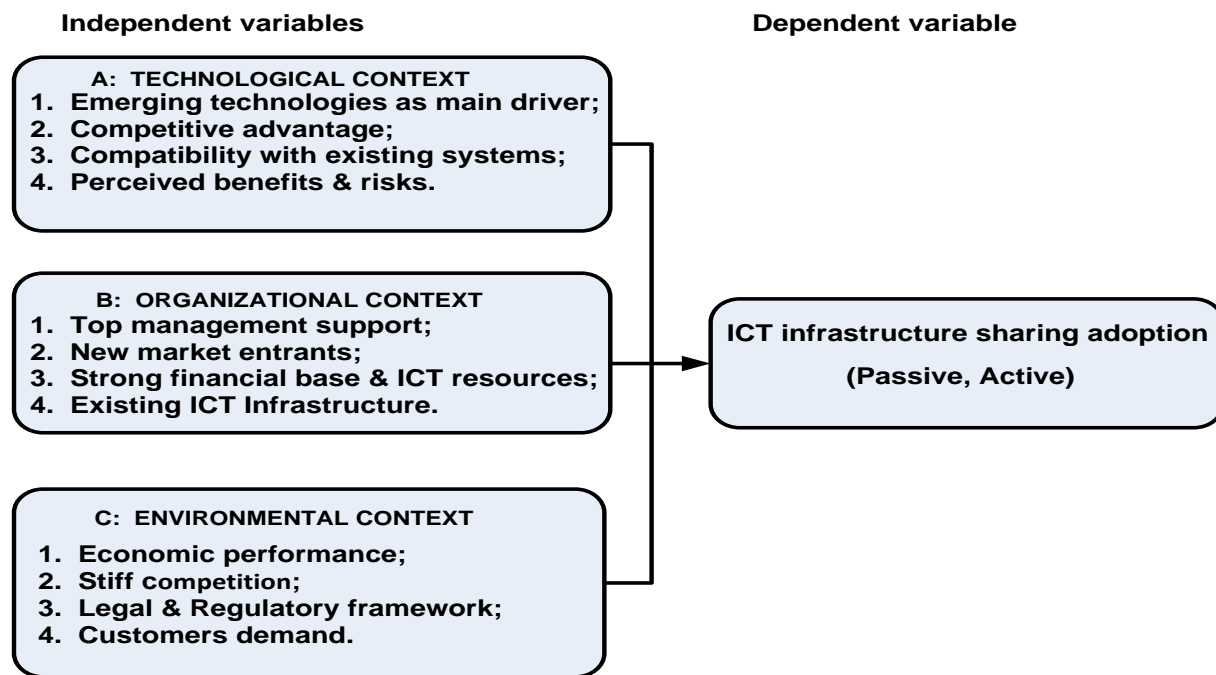 Independent variables
Dependent variable
A: TECHNOLOGICAL CONTEXT
1. Emerging technologies as main driver;
2. Competitive advantage;
3. Compatibility with existing systems;
4. Perceived benefits & risks.
B: ORGANIZATIONAL CONTEXT
1. Top management support;
2. New market entrants;
3. Strong financial base & ICT resources;
4. Existing ICT Infrastructure.
C: ENVIRONMENTAL CONTEXT
1. Economic performance;
2. Stiff competition;
3. Legal & Regulatory framework;
4. Customers demand.
ICT infrastructure sharing adoption
(Passive, Active)